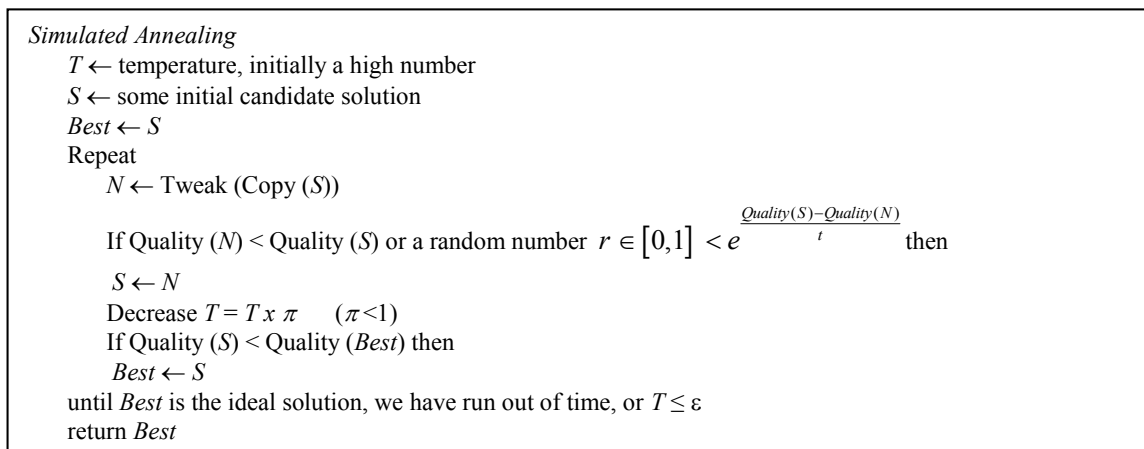 Simulated Annealing
T ← temperature, initially a high number
S ← some initial candidate solution
Best ← S
Repeat
N ← Tweak (Copy (S))
If Quality (N) < Quality (S) or a random number r ∈ [0,1] < e^{\frac{Quality(S)−Quality(N)}{t}} then
S ← N
Decrease T = T x π (π<1)
If Quality (S) < Quality (Best) then
Best ← S
until Best is the ideal solution, we have run out of time, or T ≤ ε
return Best